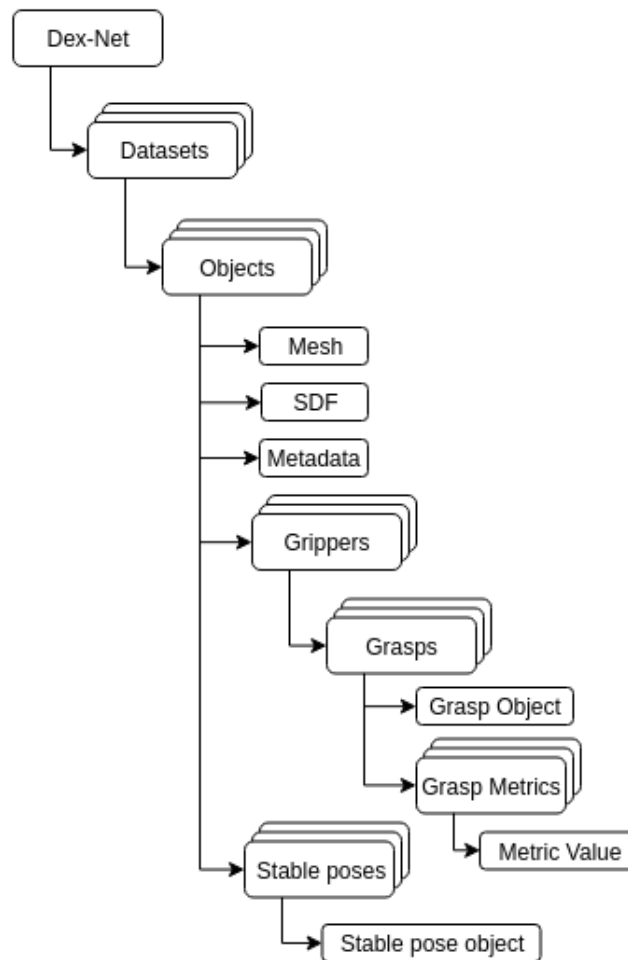 Dex-Net
Datasets
Objects
Mesh
SDF
Metadata
Grippers
Grasps
Grasp Object
Grasp Metrics
Metric Value
Stable poses
Stable pose object